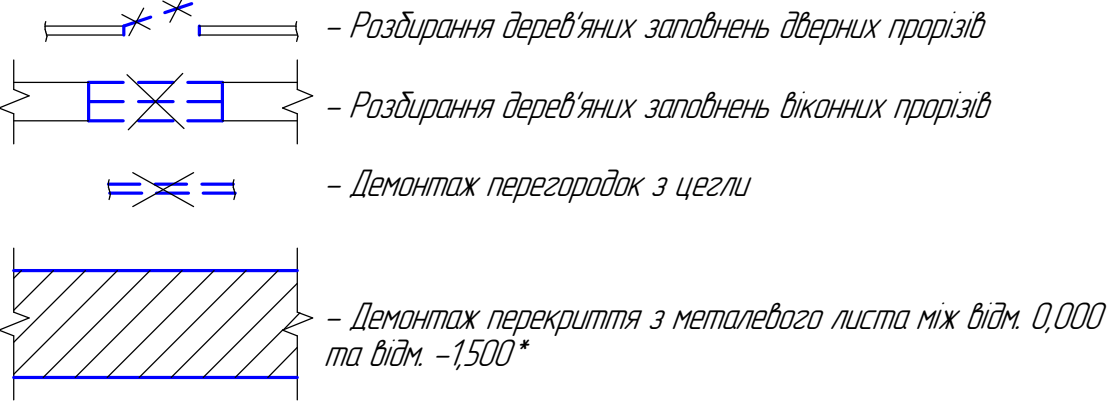 – Розбирання дерев'яних заповнень дверних прорізів
– Розбирання дерев'яних заповнень віконних прорізів
– Демонтаж перегородок з цегли
– Демонтаж перекриття з металевого листа між відм. 0,000
та відм. –1,500*